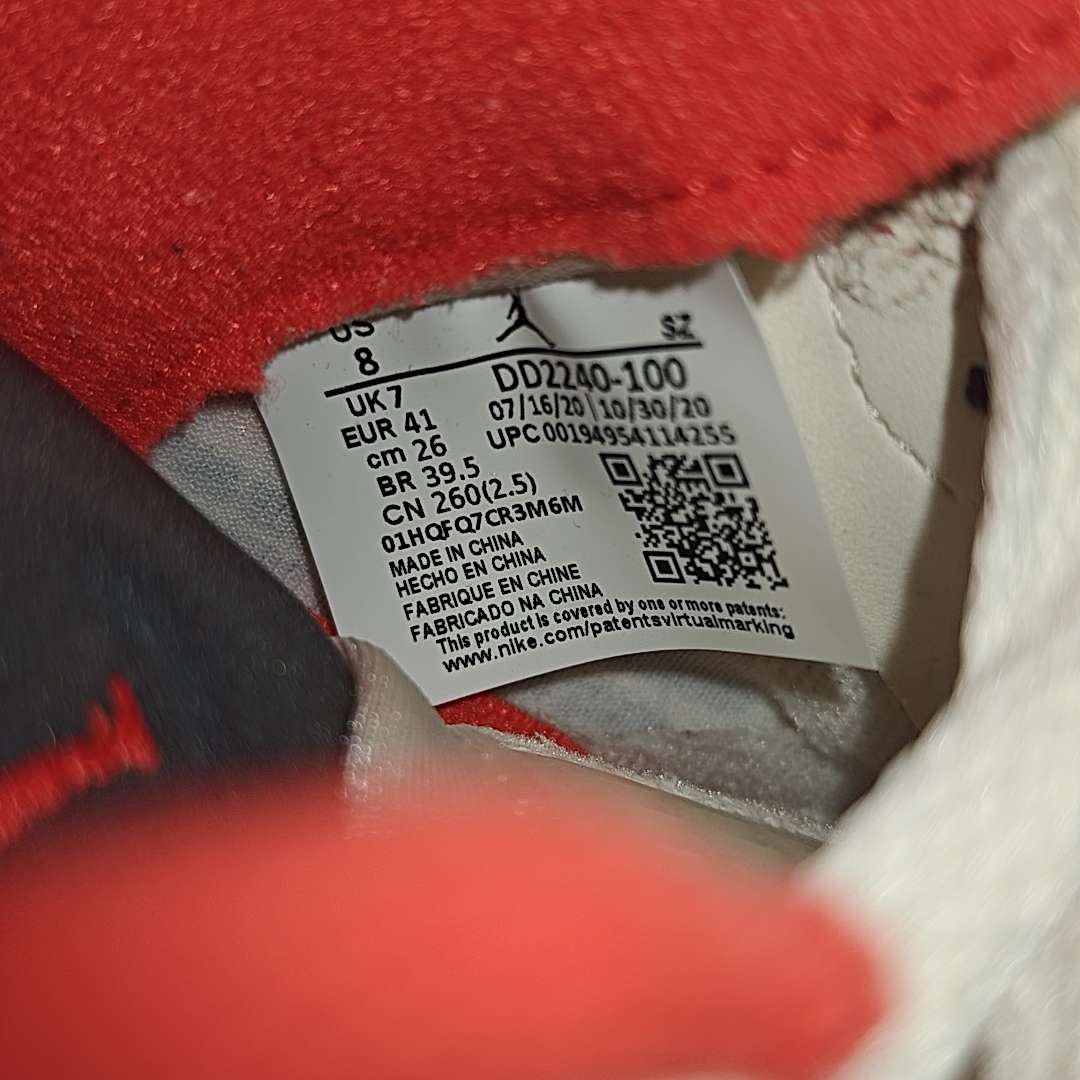 US
8
SZ
UK 7
EUR 41
cm 26
BR 39.5
CN 260(2.5)
01HQFQ7CR3M6M
DD2240-100
07/16/20 | 10/30/20
UPC 00194954114255
MADE IN CHINA
HECHO EN CHINA
FABRIQUE EN CHINE
FABRICADO NA CHINA
This product is covered by one or more patents:
www.nike.com/patentsvirtualmarking